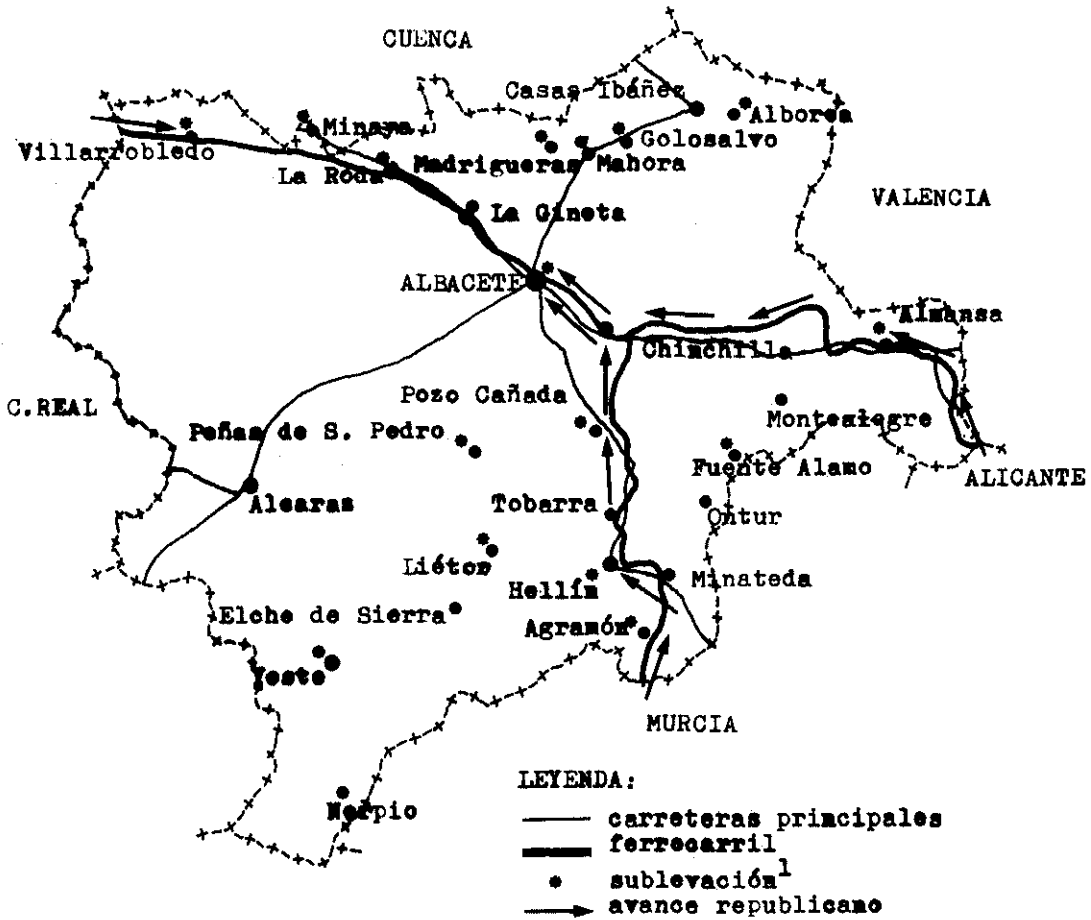 CUENCA
Casas Ibáñez
Alborea
Minaya
Golosalvo
Villarrobledo
Madrigueras
Mahora
La Roda
VALENCIA
La Gineta
ALBACETE
Almansa
Chinchilla
Pozo Cañada
C.REAL
Montealegre
Peñas de S. Pedro
Fuente Alamo
ALICANTE
Alcaraz
Tobarra
Ontur
Liétor
Hellín
Minateda
Elche de Sierra
Agramón
Yeste
MURCIA
Nerpio
LEYENDA:
carreteras principales
ferrocarril
sublevación1
avance republicano